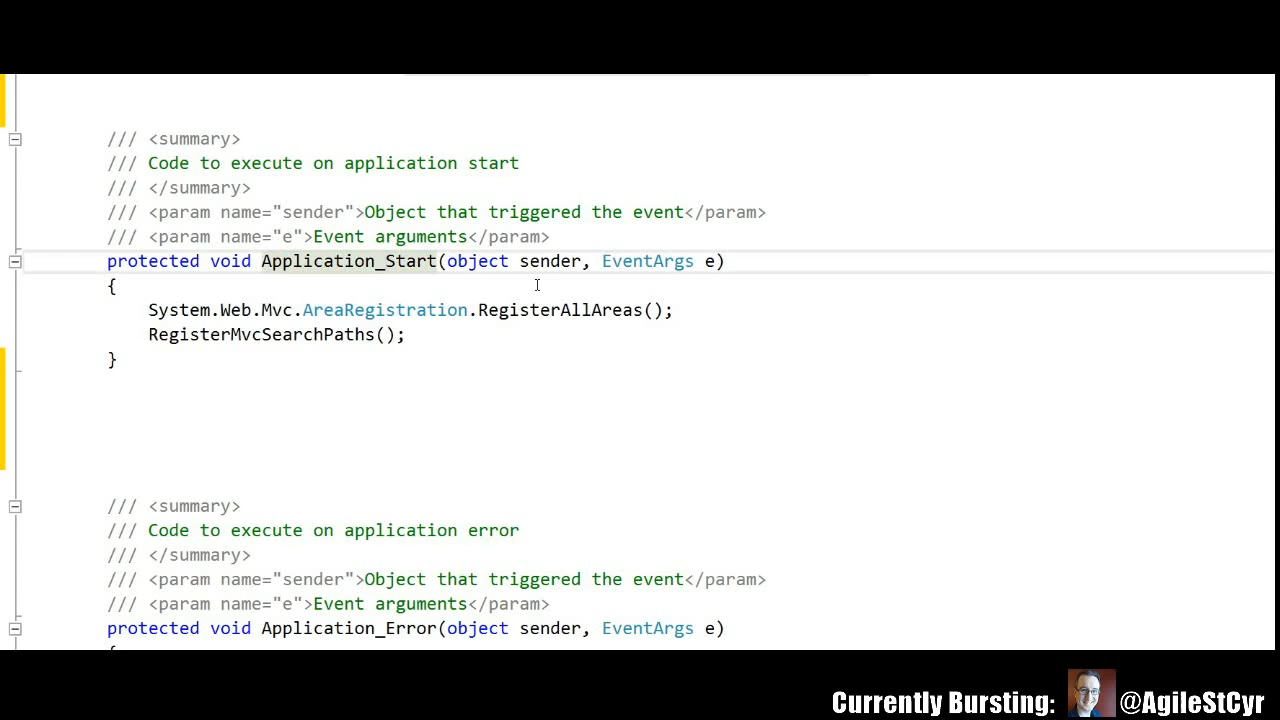 /// <summary>
/// Code to execute on application start
/// </summary>
/// <param name="sender">Object that triggered the event</param>
/// <param name="e">Event arguments</param>
protected void Application_Start(object sender, EventArgs e)
{
System.Web.Mvc.AreaRegistration.RegisterAllAreas();
RegisterMvcSearchPaths();
}
/// <summary>
/// Code to execute on application error
/// </summary>
/// <param name="sender">Object that triggered the event</param>
/// <param name="e">Event arguments</param>
protected void Application_Error(object sender, EventArgs e)
Currently Bursting: @AgileStCyr